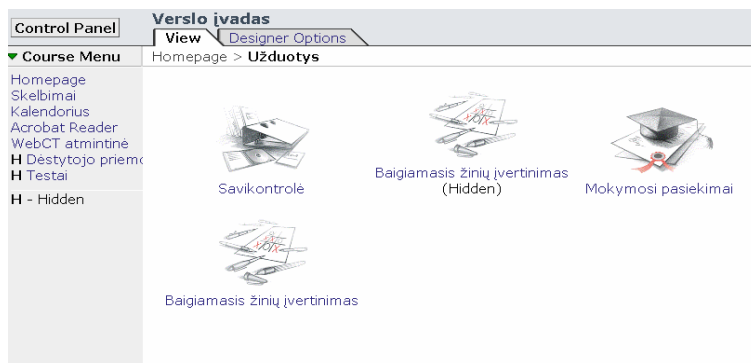 Control Panel
Verslo įvadas
View
Designer Options
Course Menu
Homepage > Užduotys
Homepage
Skelbimai
Kalendorius
Acrobat Reader
WebCT atmintinė
H Dėstytojo priemo
H Testai
H - Hidden
Savikontrolė
Baigiamasis žinių įvertinimas
(Hidden)
Mokymosi pasiekimai
Baigiamasis žinių įvertinimas